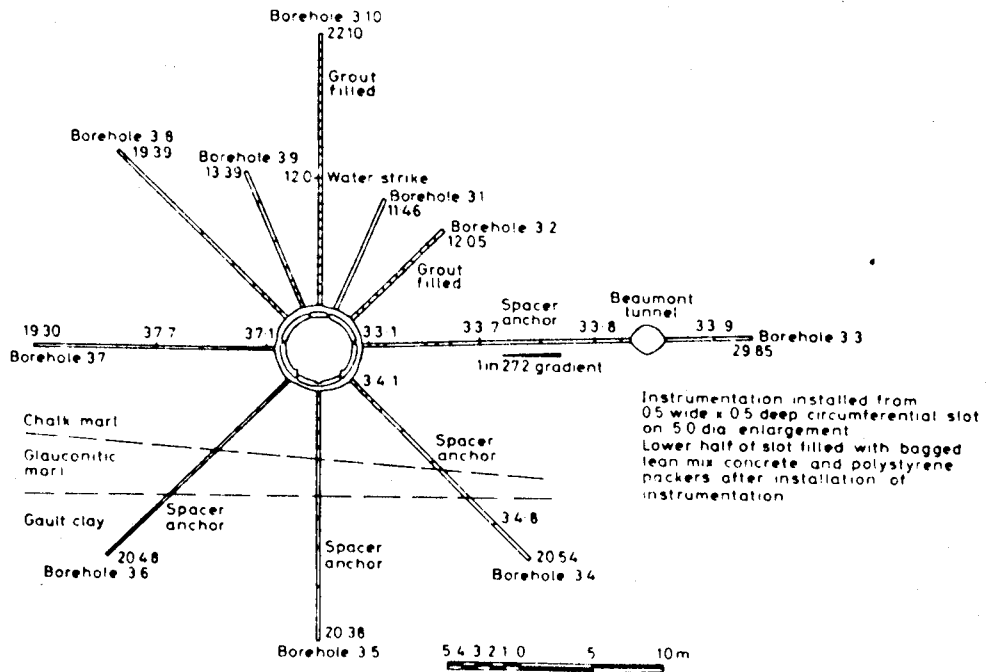 Borehole 3.10
22.10
Grout
filled
Borehole 3.8
19.39
Borehole 3.9
13.39
12.0
Water strike
Borehole 3.1
11.46
Borehole 3.2
12.05
Grout
filled
Spacer
anchor
Beaumont
tunnel
19.30
37.7
37.1
33.1
33.7
33.8
33.9
Borehole 3.3
29.85
Borehole 3.7
1 in 272 gradient
34.1
Instrumentation installed from
0.5 wide x 0.5 deep circumferential slot
on 5.0 dia enlargement
Lower half of slot filled with bagged
lean mix concrete and polystyrene
packers after installation of
instrumentation
Chalk marl
Glauconitic
marl
Spacer
anchor
Gault clay
Spacer
anchor
34.8
20.48
Borehole 3.6
Spacer
anchor
20.54
Borehole 3.4
20.38
Borehole 3.5
5 4 3 2 1 0 5 10 m